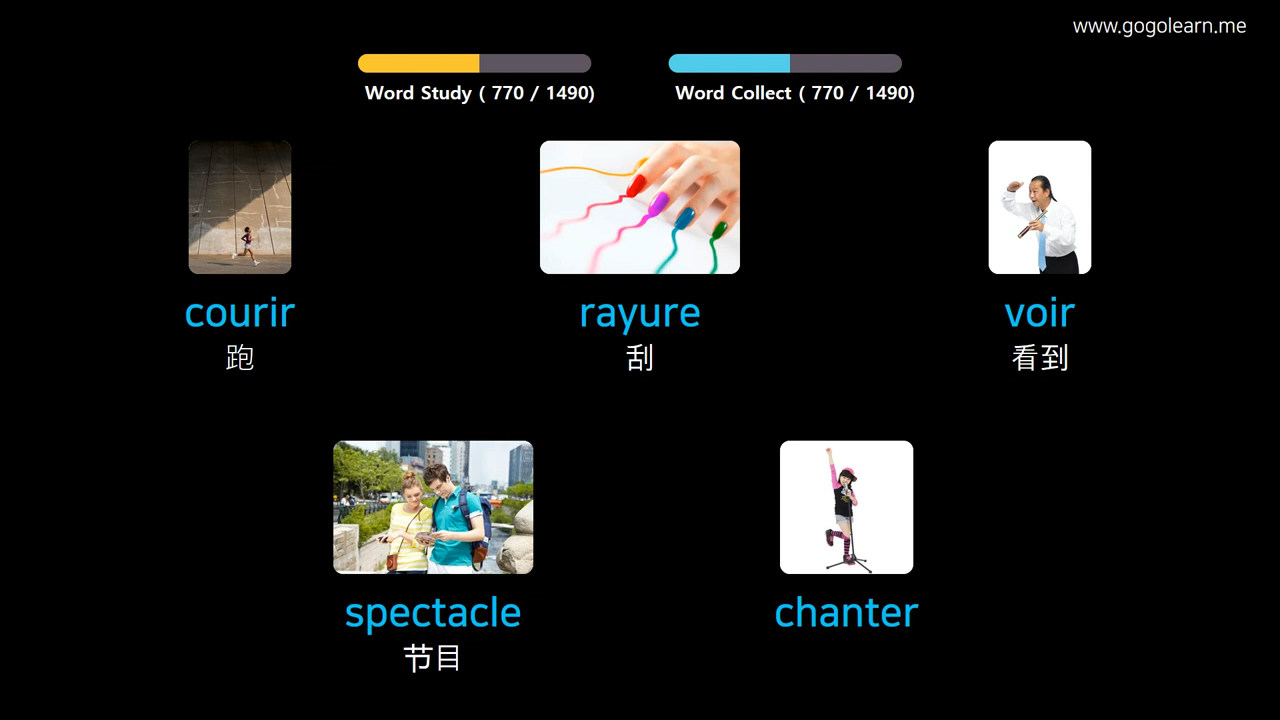 www.gogolearn.me
Word Study ( 770 / 1490)
Word Collect ( 770 / 1490)
courir
跑
rayure
刮
voir
看到
spectacle
节目
chanter